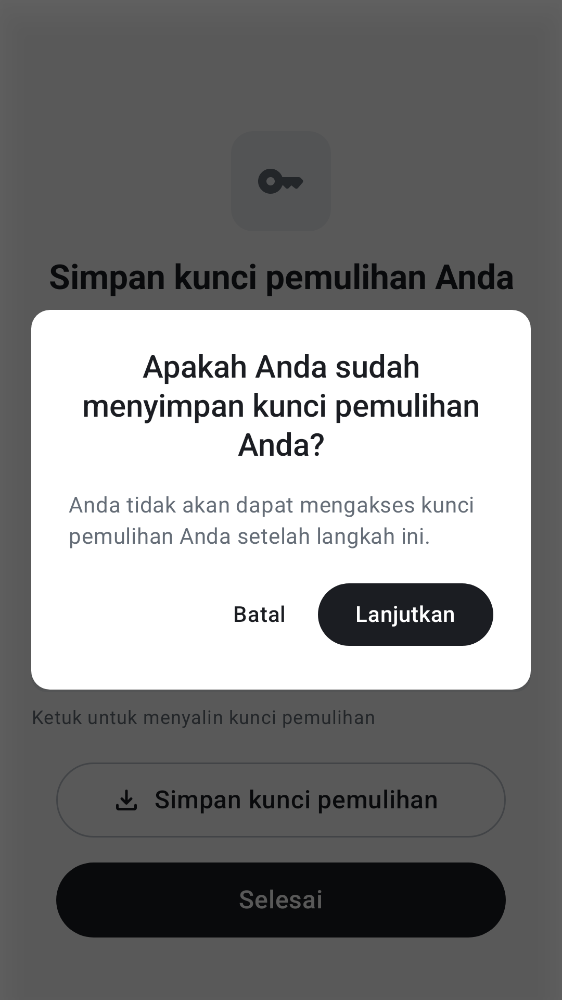 Simpan kunci pemulihan Anda
Apakah Anda sudah
menyimpan kunci pemulihan
Anda?
Anda tidak akan dapat mengakses kunci
pemulihan Anda setelah langkah ini.
Batal
Lanjutkan
Ketuk untuk menyalin kunci pemulihan
Simpan kunci pemulihan
Selesai